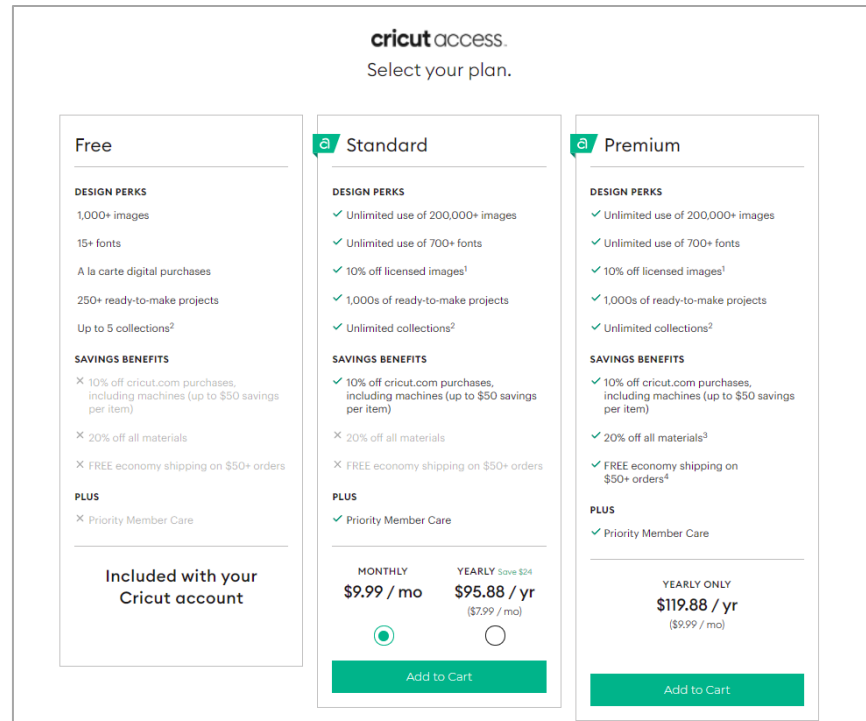 cricut access™
Select your plan.
Free
DESIGN PERKS
1,000+ images
15+ fonts
A la carte digital purchases
250+ ready-to-make projects
Up to 5 collections²
SAVINGS BENEFITS
10% off cricut.com purchases,
including machines (up to $50 savings
per item)
20% off all materials
FREE economy shipping on $50+ orders
PLUS
Priority Member Care
Included with your
Cricut account
a Standard
DESIGN PERKS
Unlimited use of 200,000+ images
Unlimited use of 700+ fonts
10% off licensed images¹
1,000s of ready-to-make projects
Unlimited collections²
SAVINGS BENEFITS
10% off cricut.com purchases,
including machines (up to $50 savings
per item)
20% off all materials
FREE economy shipping on $50+ orders
PLUS
Priority Member Care
MONTHLY
$9.99 / mo
YEARLY Save $24
$95.88 / yr
($7.99 / mo)
Add to Cart
a Premium
DESIGN PERKS
Unlimited use of 200,000+ images
Unlimited use of 700+ fonts
10% off licensed images¹
1,000s of ready-to-make projects
Unlimited collections²
SAVINGS BENEFITS
10% off cricut.com purchases,
including machines (up to $50 savings
per item)
20% off all materials³
FREE economy shipping on
$50+ orders⁴
PLUS
Priority Member Care
YEARLY ONLY
$119.88 / yr
($9.99 / mo)
Add to Cart